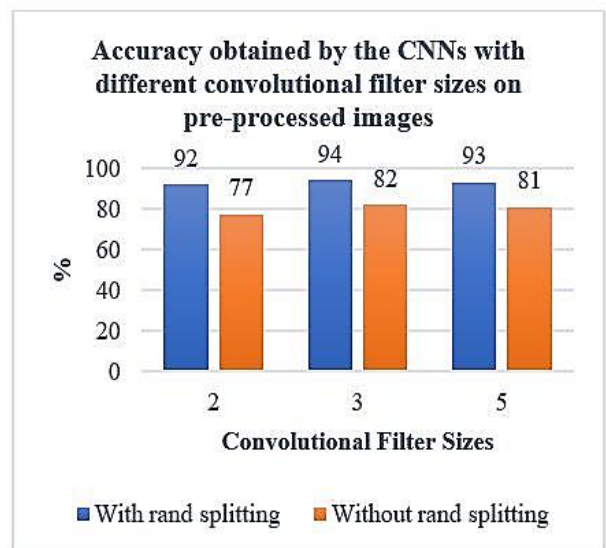 Accuracy obtained by the CNNs with
different convolutional filter sizes on
pre-processed images
92 77 94 82 93 81
100
80
60
40
20
0
%
2 3 5
Convolutional Filter Sizes
With rand splitting Without rand splitting